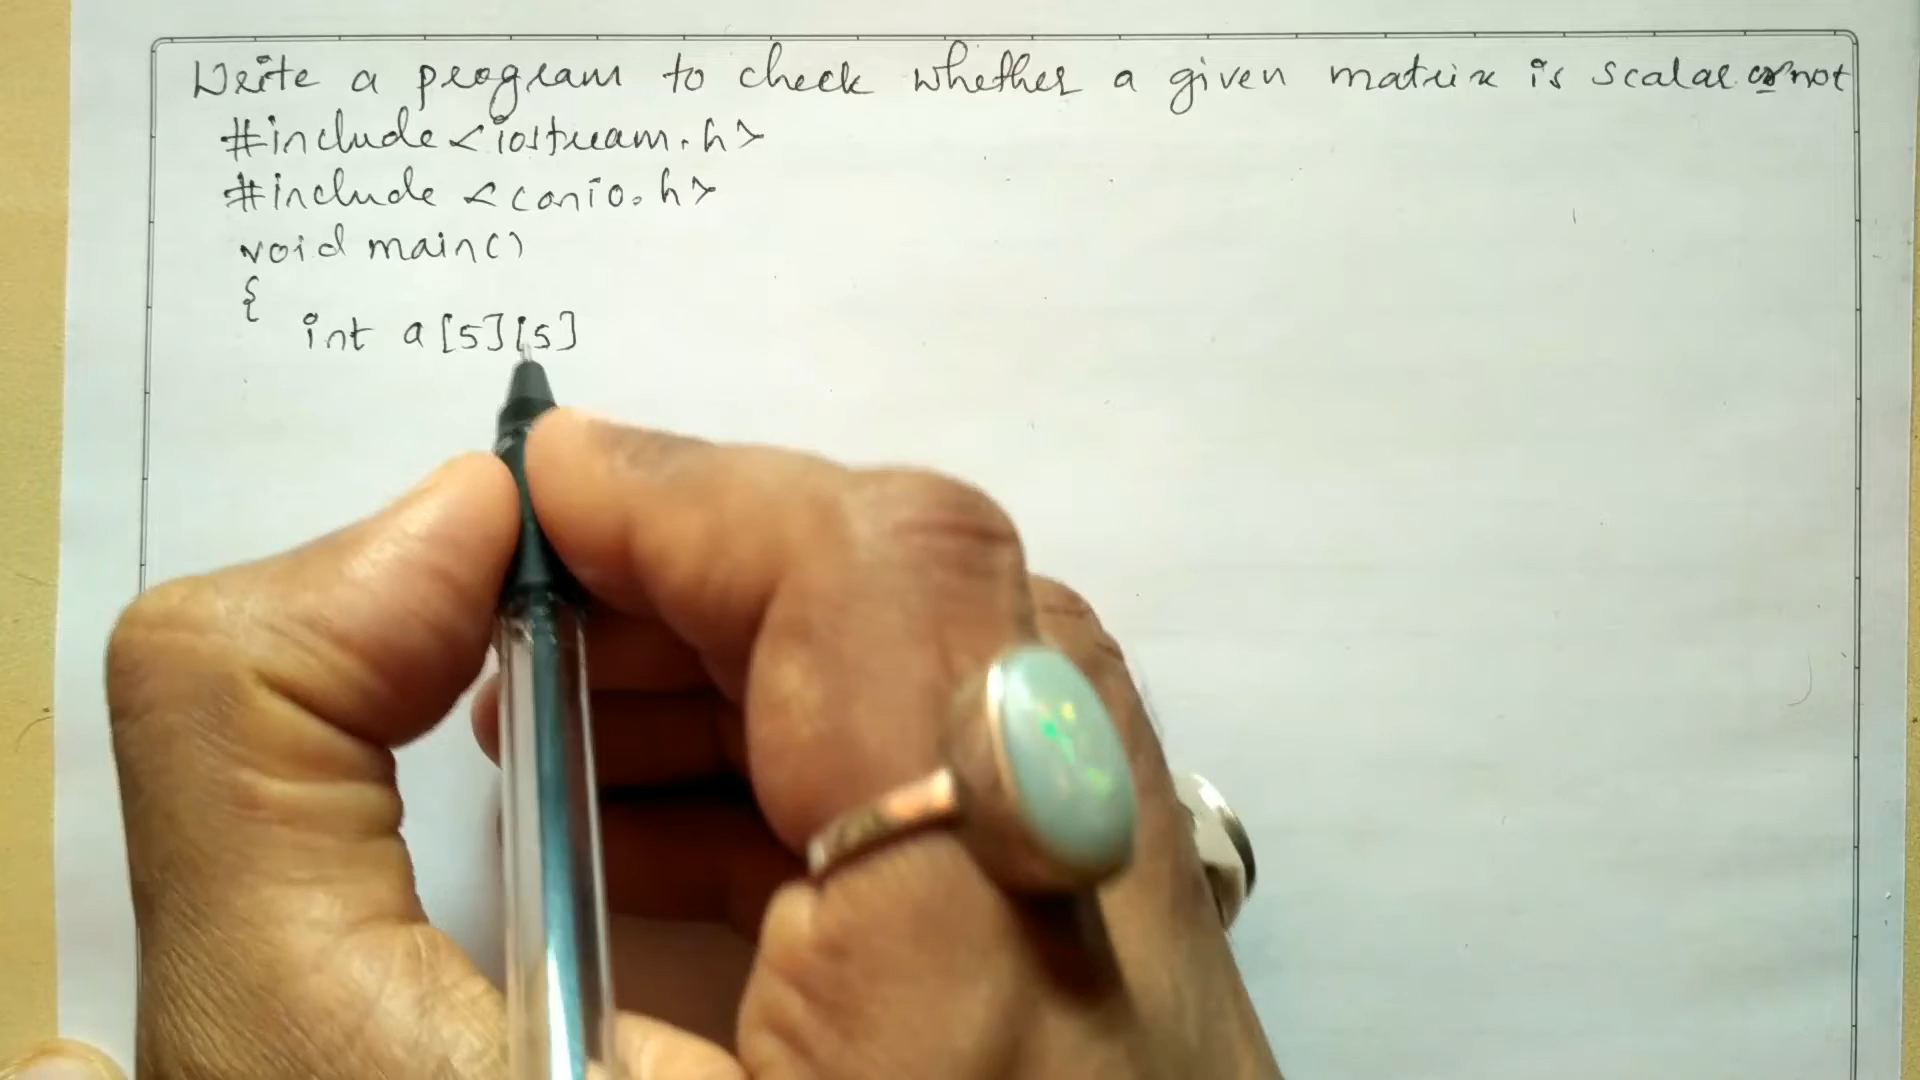 Write a program to check whether a given matrix is scalar or not
#include <iostream.h>
#include <conio.h>
void main()
{
int a[5][5]